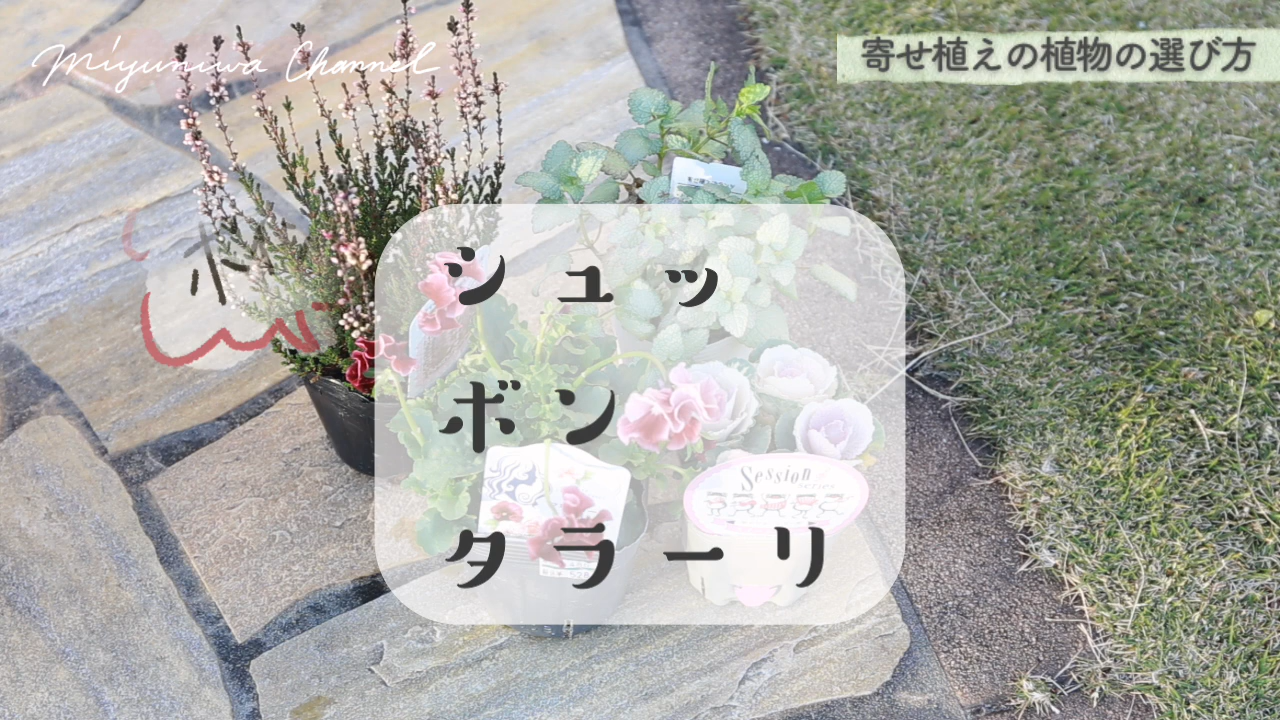 Miyuniwa Channel
寄せ植えの植物の選び方
シュッ
ボン
タラーリ
Session
series